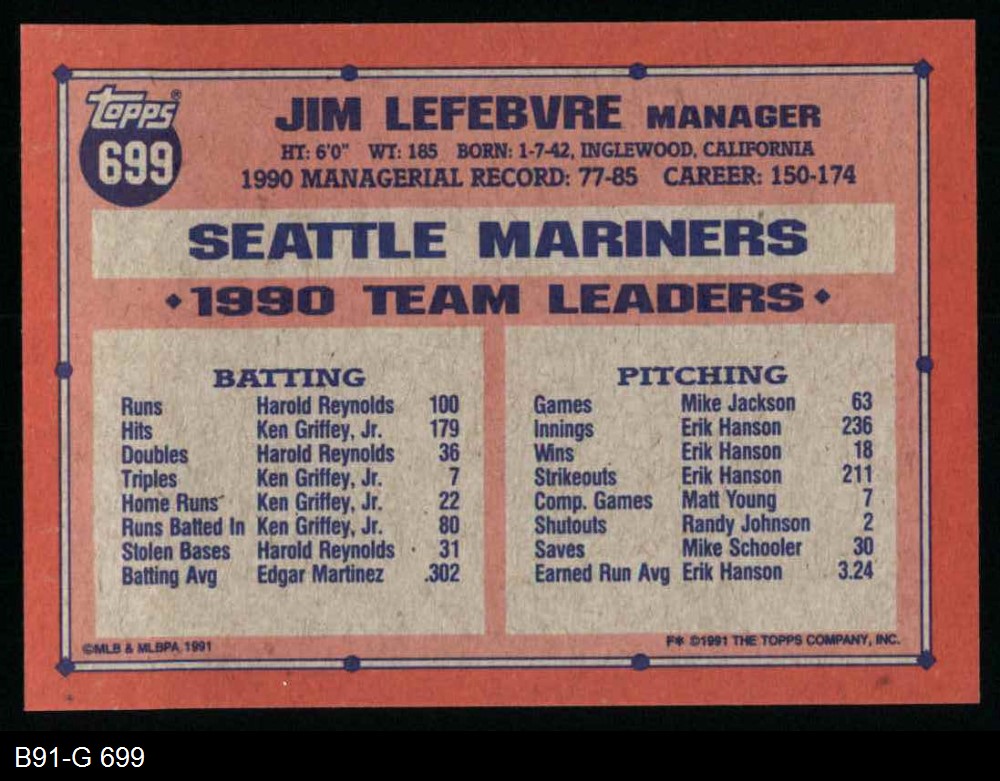 topps®
699
JIM LEFEBVRE MANAGER
HT: 6'0" WT: 185 BORN: 1-7-42, INGLEWOOD, CALIFORNIA
1990 MANAGERIAL RECORD: 77-85 CAREER: 150-174
SEATTLE MARINERS
♦1990 TEAM LEADERS♦
BATTING
Runs Harold Reynolds 100
Hits Ken Griffey, Jr. 179
Doubles Harold Reynolds 36
Triples Ken Griffey, Jr. 7
Home Runs Ken Griffey, Jr. 22
Runs Batted In Ken Griffey, Jr. 80
Stolen Bases Harold Reynolds 31
Batting Avg Edgar Martinez .302
PITCHING
Games Mike Jackson 63
Innings Erik Hanson 236
Wins Erik Hanson 18
Strikeouts Erik Hanson 211
Comp. Games Matt Young 7
Shutouts Randy Johnson 2
Saves Mike Schooler 30
Earned Run Avg Erik Hanson 3.24
©MLB & MLBPA 1991
F* ©1991 THE TOPPS COMPANY, INC.
B91-G 699